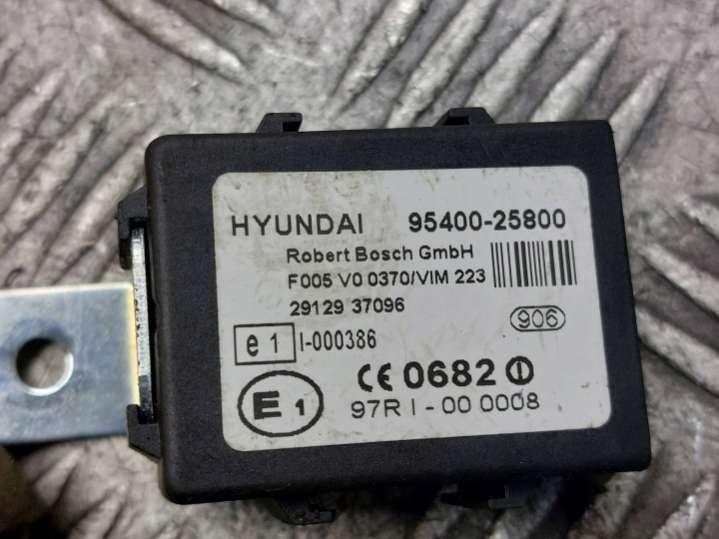 HYUNDAI 95400-25800
Robert Bosch GmbH
F005 V0 0370/VIM 223
29129 37096
906
e 1 I-000386
CE 0682
E 1
97R I - 00 0008